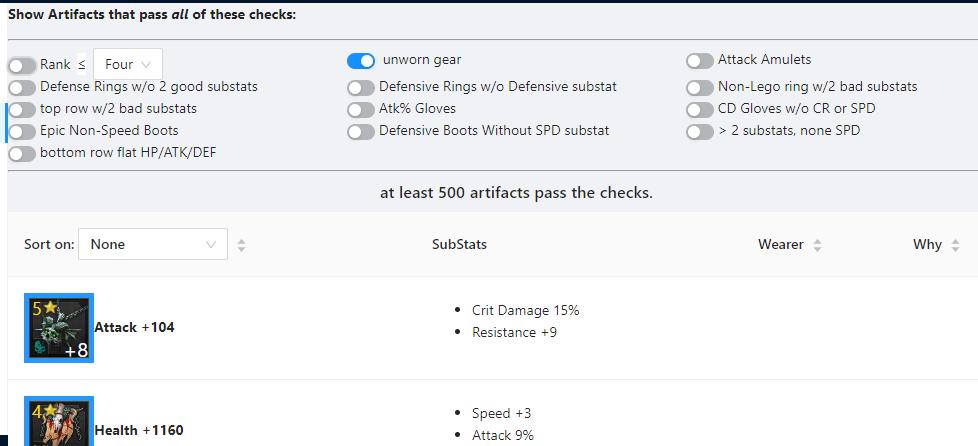 Show Artifacts that pass all of these checks:
Rank ≤ Four unworn gear Attack Amulets
Defense Rings w/o 2 good substats Defensive Rings w/o Defensive substat Non-Lego ring w/2 bad substats
top row w/2 bad substats Atk% Gloves CD Gloves w/o CR or SPD
Epic Non-Speed Boots Defensive Boots Without SPD substat > 2 substats, none SPD
bottom row flat HP/ATK/DEF
at least 500 artifacts pass the checks.
Sort on: None SubStats Wearer Why
5
+8
Attack +104
Crit Damage 15%
Resistance +9
4
Health +1160
Speed +3
Attack 9%